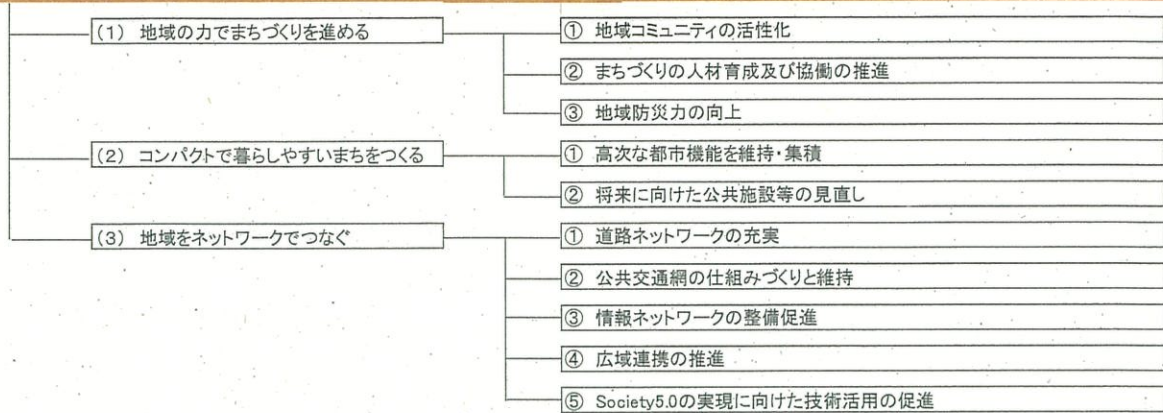 (1) 地域の力でまちづくりを進める
① 地域コミュニティの活性化
② まちづくりの人材育成及び協働の推進
③ 地域防災力の向上
(2) コンパクトで暮らしやすいまちをつくる
① 高次な都市機能を維持・集積
② 将来に向けた公共施設等の見直し
(3) 地域をネットワークでつなぐ
① 道路ネットワークの充実
② 公共交通網の仕組みづくりと維持
③ 情報ネットワークの整備促進
④ 広域連携の推進
⑤ Society5.0の実現に向けた技術活用の促進